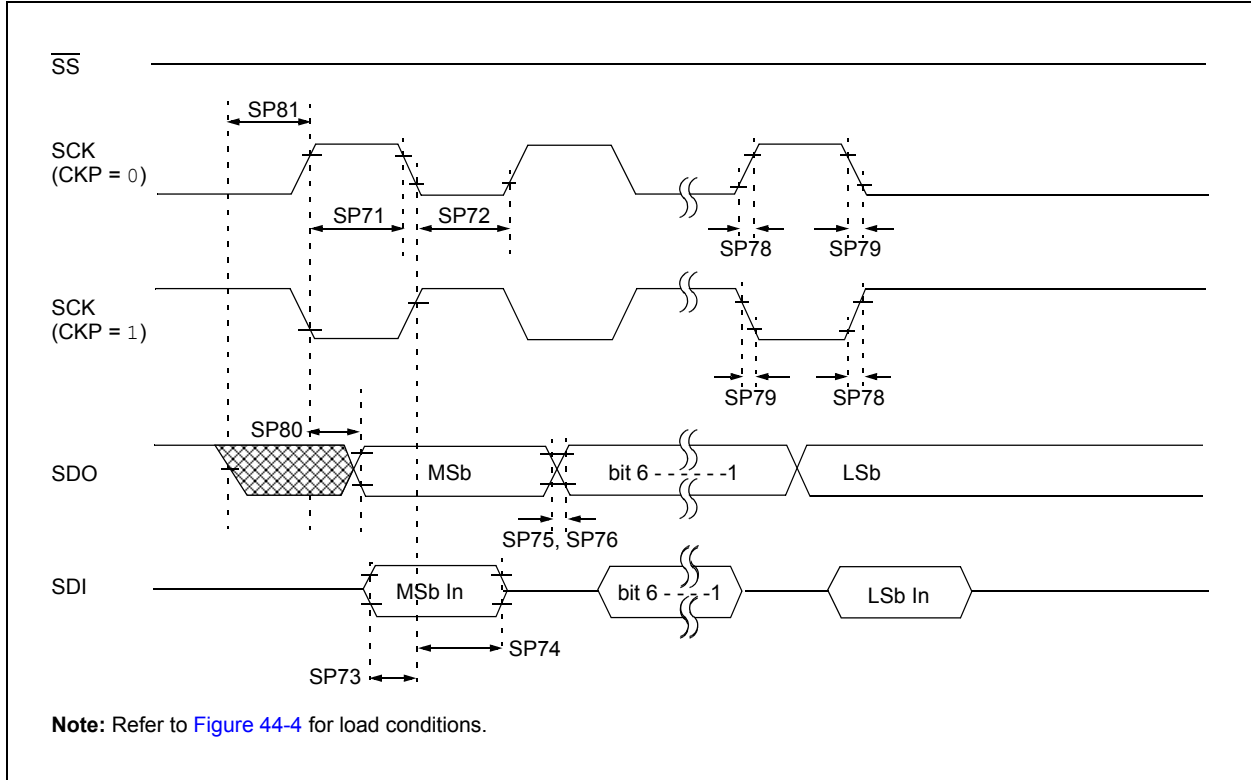 SS
SP81
SCK
(CKP = 0)
SP71
SP72
SP78
SP79
SCK
(CKP = 1)
SP79
SP78
SP80
SDO
MSb
bit 6 - - - - - -1
LSb
SP75, SP76
SDI
MSb In
bit 6 - - - -1
LSb In
SP74
SP73
Note: Refer to Figure 44-4 for load conditions.